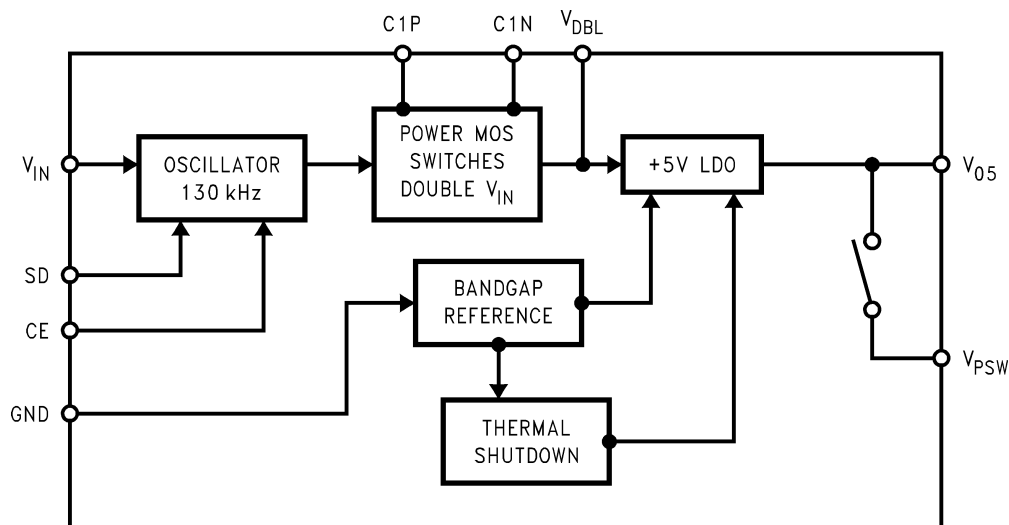 C1P
C1N
VDBL
VIN
OSCILLATOR
130 kHz
POWER MOS
SWITCHES
DOUBLE VIN
+5V LDO
V05
SD
CE
BANDGAP
REFERENCE
VPSW
GND
THERMAL
SHUTDOWN